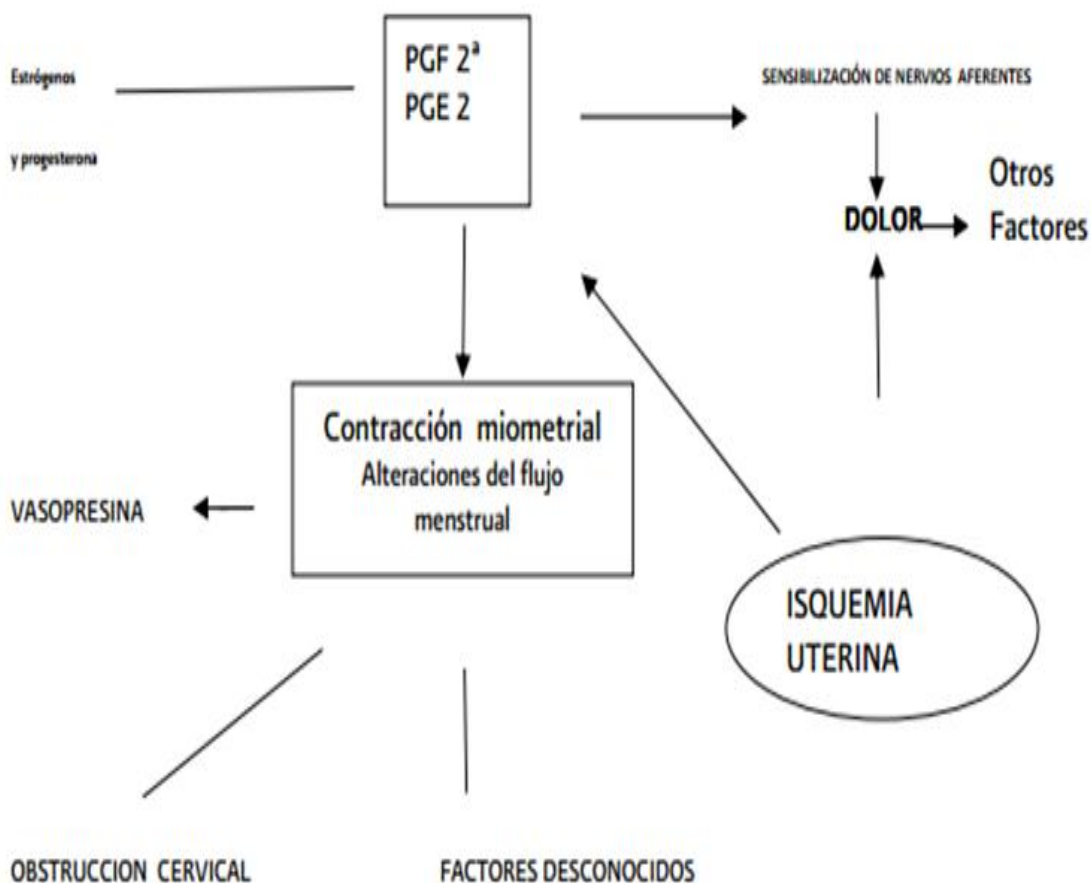 Estrógenos
y progesterona
PGF 2ª
PGE 2
SENSIBILIZACIÓN DE NERVIOS AFERENTES
DOLOR
Otros
Factores
Contracción miometrial
Alteraciones del flujo
menstrual
VASOPRESINA
ISQUEMIA
UTERINA
OBSTRUCCION CERVICAL
FACTORES DESCONOCIDOS